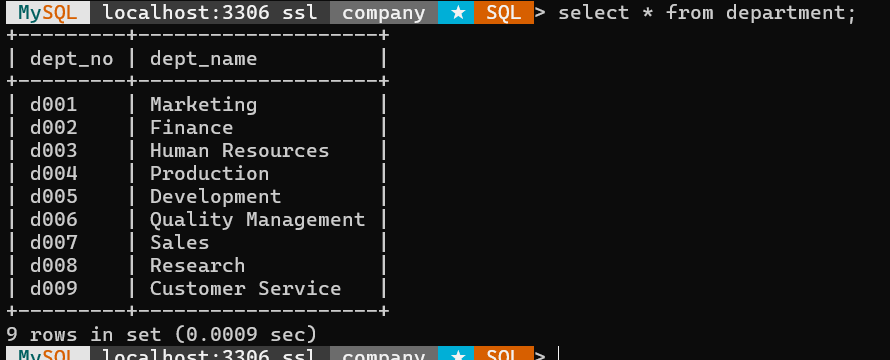 MySQL localhost:3306 ssl company ★ SQL> select * from department;
+---------+--------------------+
| dept_no | dept_name          |
+---------+--------------------+
| d001    | Marketing          |
| d002    | Finance            |
| d003    | Human Resources    |
| d004    | Production         |
| d005    | Development        |
| d006    | Quality Management |
| d007    | Sales              |
| d008    | Research           |
| d009    | Customer Service   |
+---------+--------------------+
9 rows in set (0.0009 sec)
MySQL localhost:3306 ssl company ★ SQL>